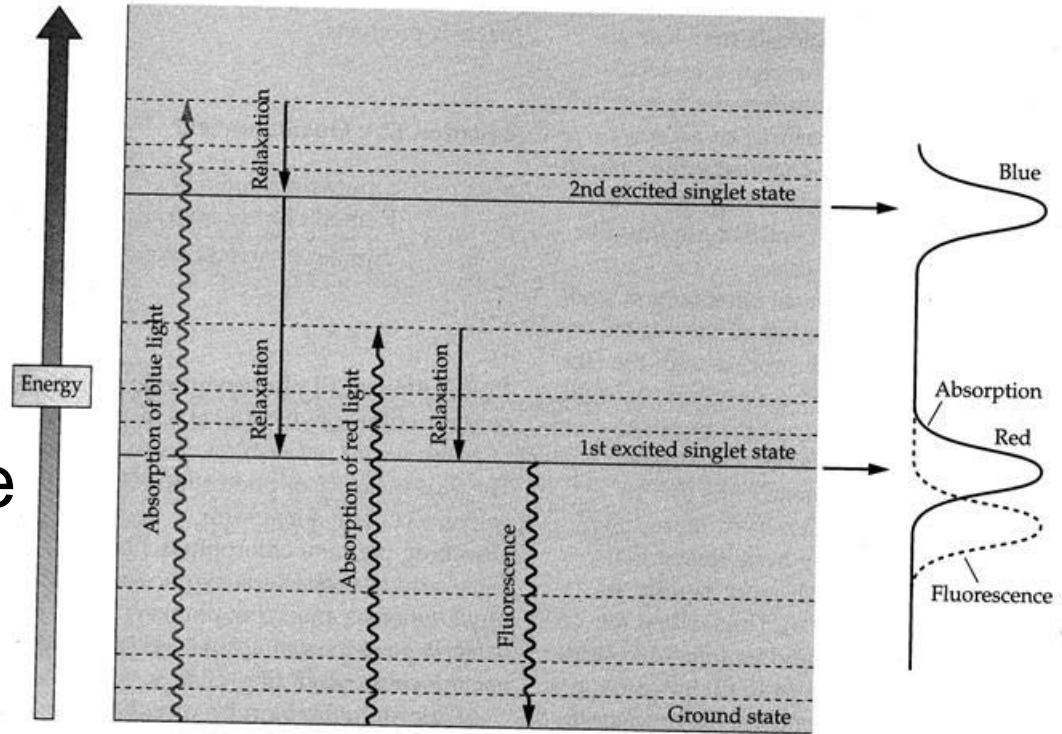 Energy
e
Absorption of blue light
Relaxation
Relaxation
Absorption of red light
Relaxation
Fluorescence
2nd excited singlet state
1st excited singlet state
Ground state
Blue
Absorption
Red
Fluorescence